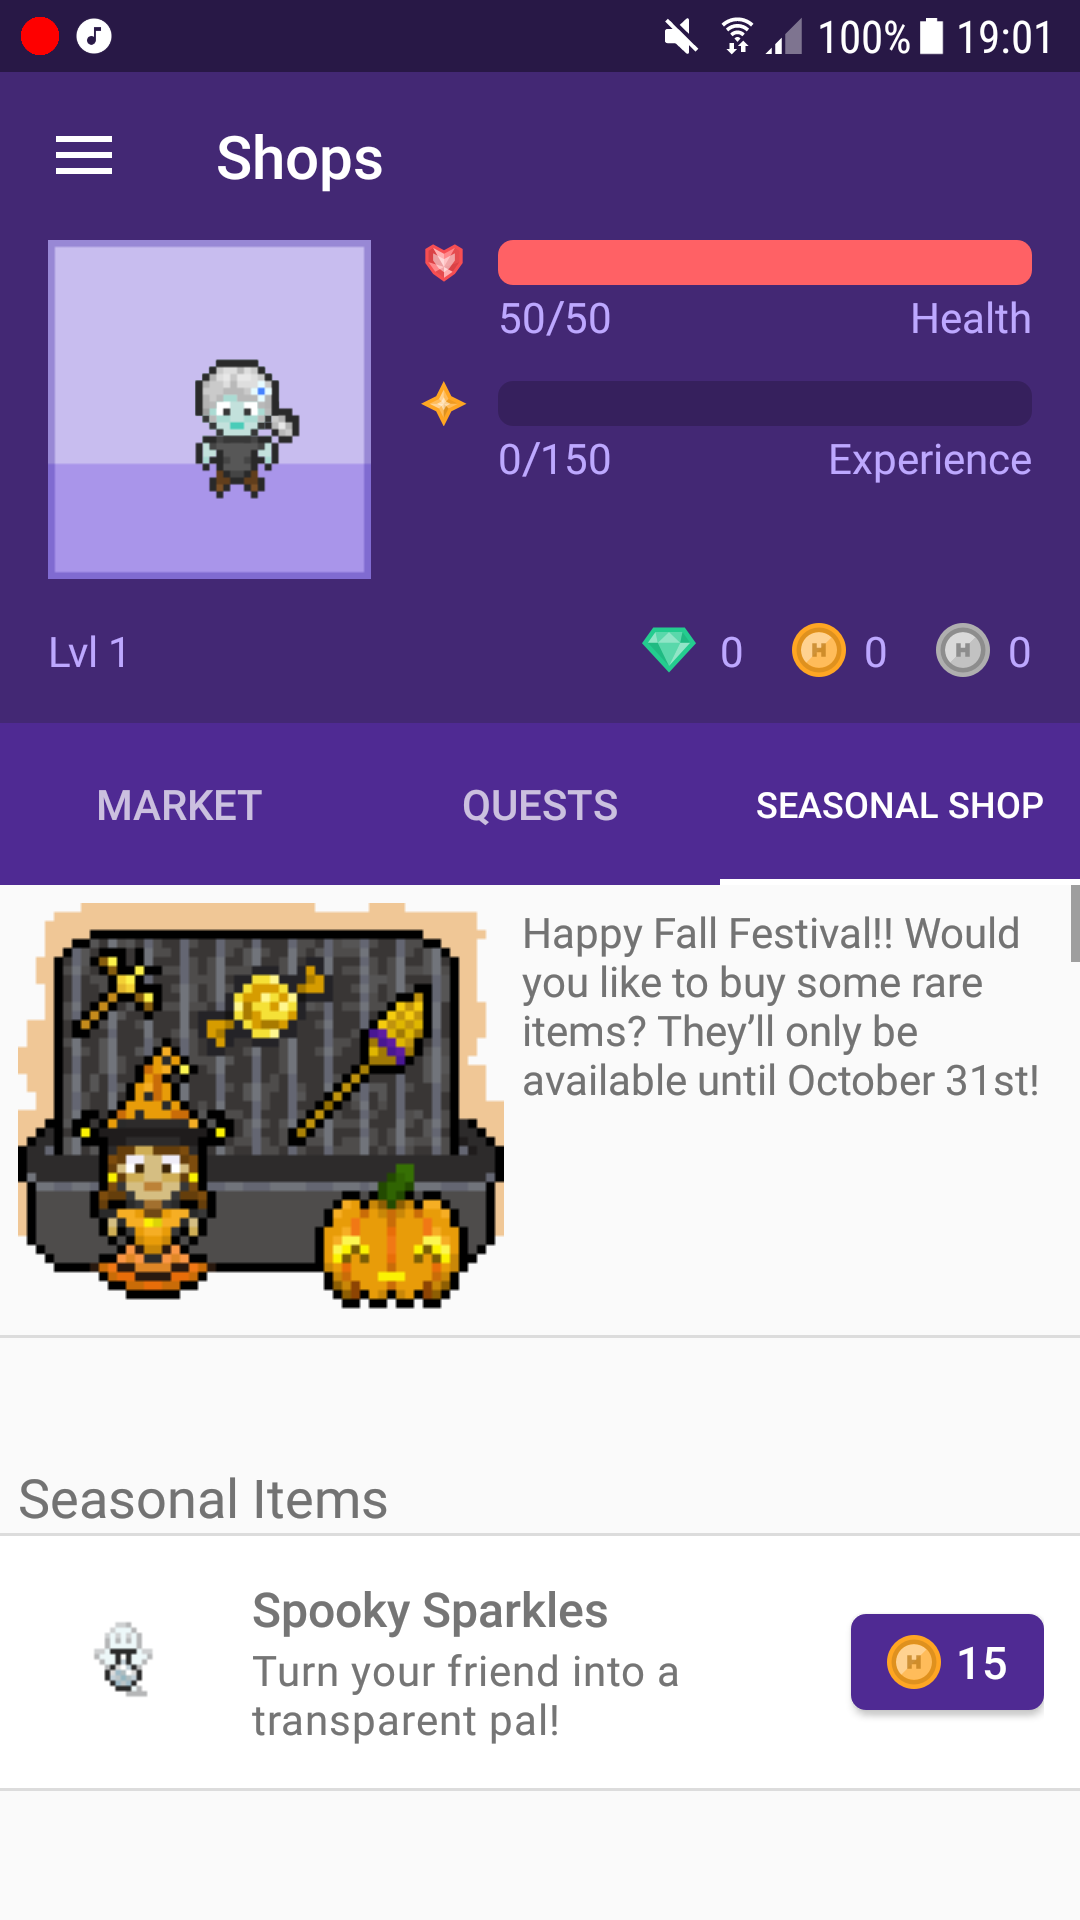 100% 19:01
Shops
50/50 Health
0/150 Experience
Lvl 1 0 0 0
MARKET QUESTS SEASONAL SHOP
Happy Fall Festival!! Would
you like to buy some rare
items? They’ll only be
available until October 31st!
Seasonal Items
Spooky Sparkles
Turn your friend into a
transparent pal!
15